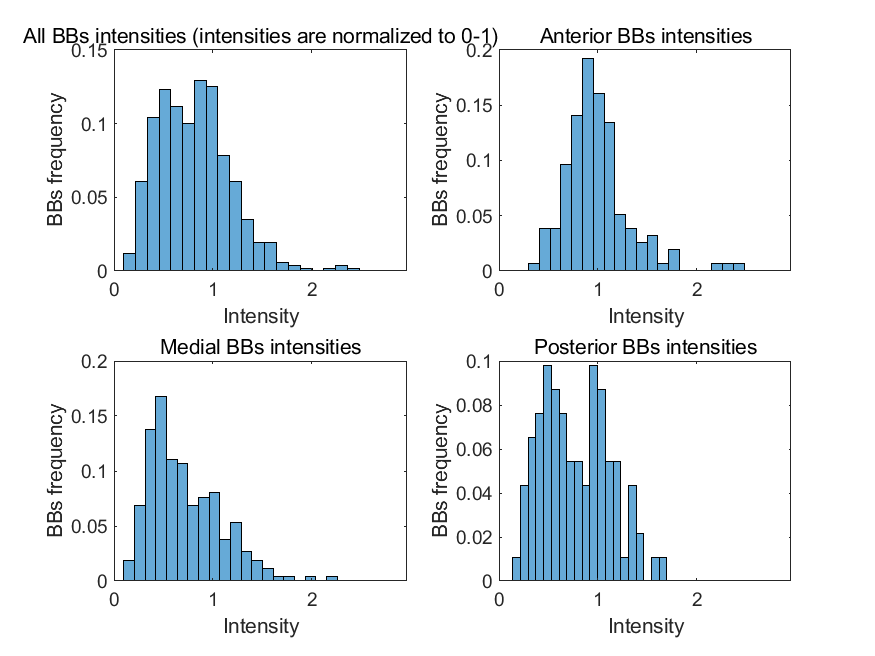 All BBs intensities (intensities are normalized to 0-1)
0.15
0.1
0.05
0
BBs frequency
0
1
2
Intensity
Anterior BBs intensities
0.2
0.15
0.1
0.05
0
BBs frequency
0
1
2
Intensity
Medial BBs intensities
0.2
0.15
0.1
0.05
0
BBs frequency
0
1
2
Intensity
Posterior BBs intensities
0.1
0.08
0.06
0.04
0.02
0
BBs frequency
0
1
2
Intensity